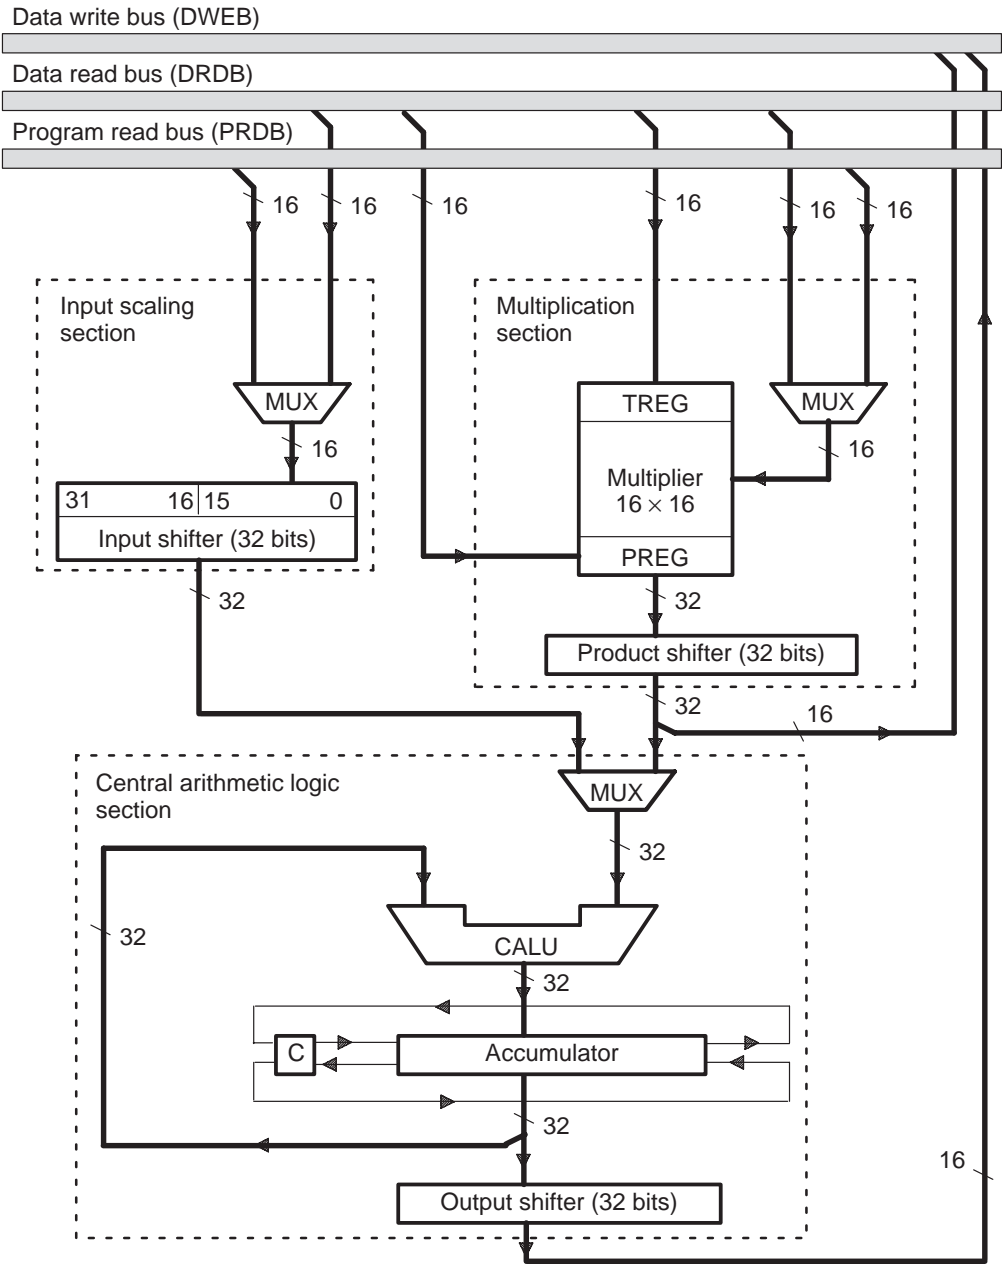 Data write bus (DWEB)
Data read bus (DRDB)
Program read bus (PRDB)
16
16
16
16
16
16
Input scaling
section
Multiplication
section
MUX
TREG
MUX
16
16
Multiplier
16 × 16
31
16
15
0
Input shifter (32 bits)
PREG
32
32
Product shifter (32 bits)
32
16
Central arithmetic logic
section
MUX
32
32
CALU
32
C
Accumulator
32
16
Output shifter (32 bits)